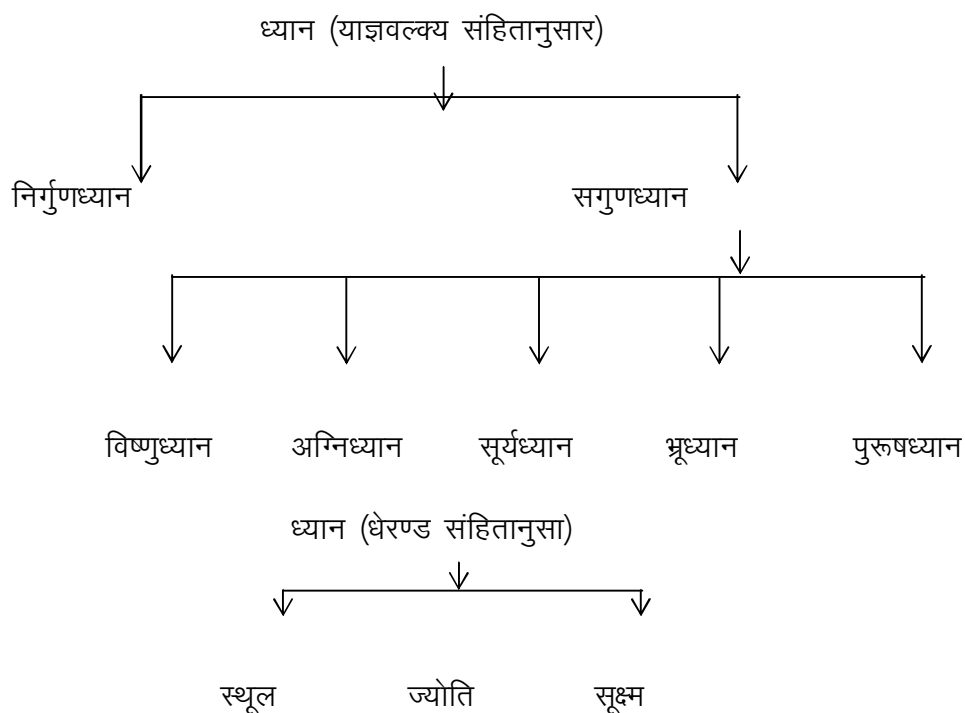 ध्यान (याज्ञवल्क्य संहितानुसार)
निर्गुणध्यान सगुणध्यान
विष्णुध्यान अग्निध्यान सूर्यध्यान भ्रूध्यान पुरूषध्यान
ध्यान (धेरण्ड संहितानुसा)
स्थूल ज्योति सूक्ष्म